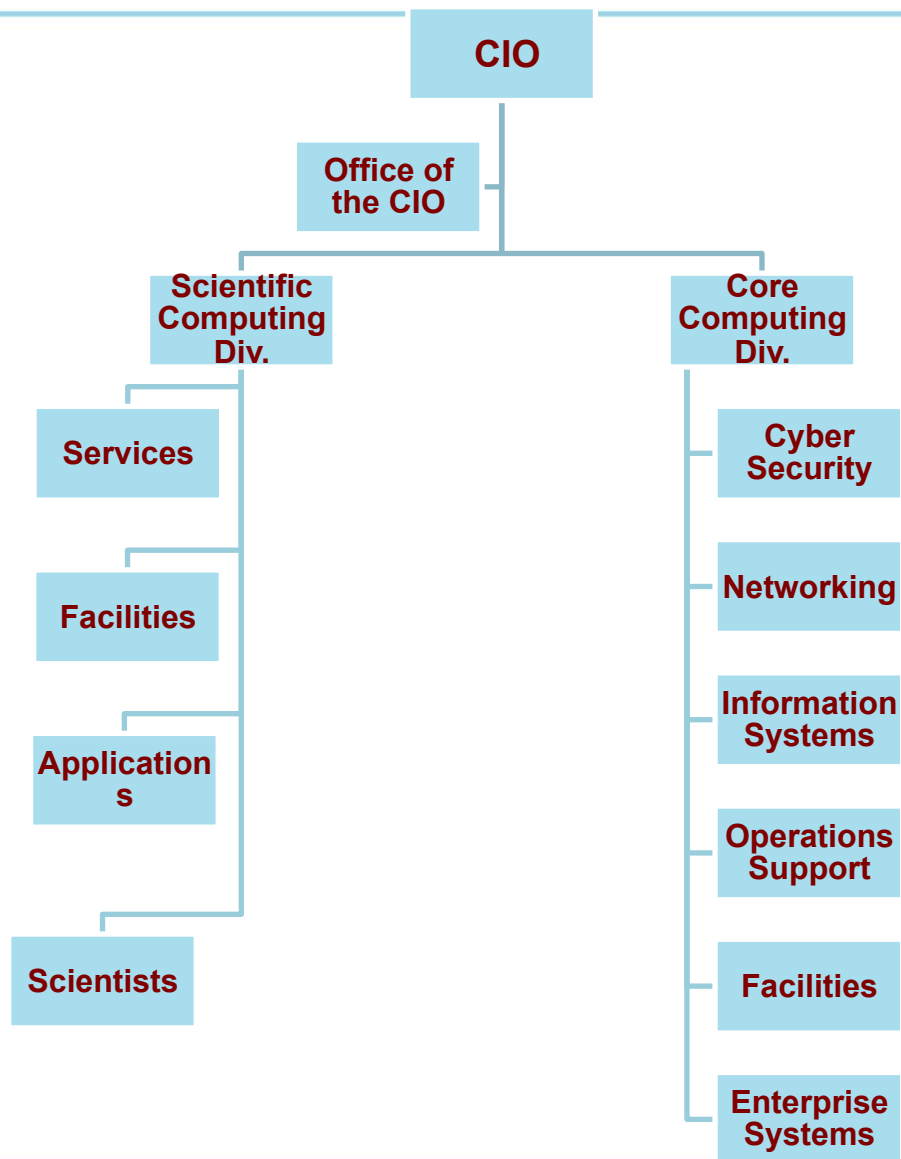 CIO
Office of
the CIO
Scientific
Computing
Div.
Core
Computing
Div.
Services
Facilities
Application
s
Scientists
Cyber
Security
Networking
Information
Systems
Operations
Support
Facilities
Enterprise
Systems